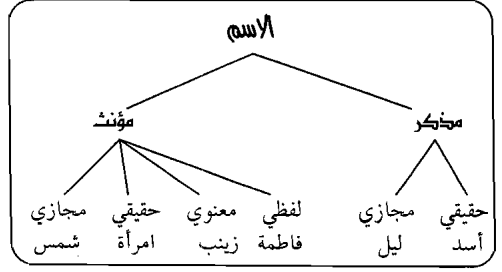 الاسم
مذكر مؤنث
حقيقي مجازي لفظي معنوي حقيقي مجازي
أسد ليل فاطمة زينب امرأة شمس